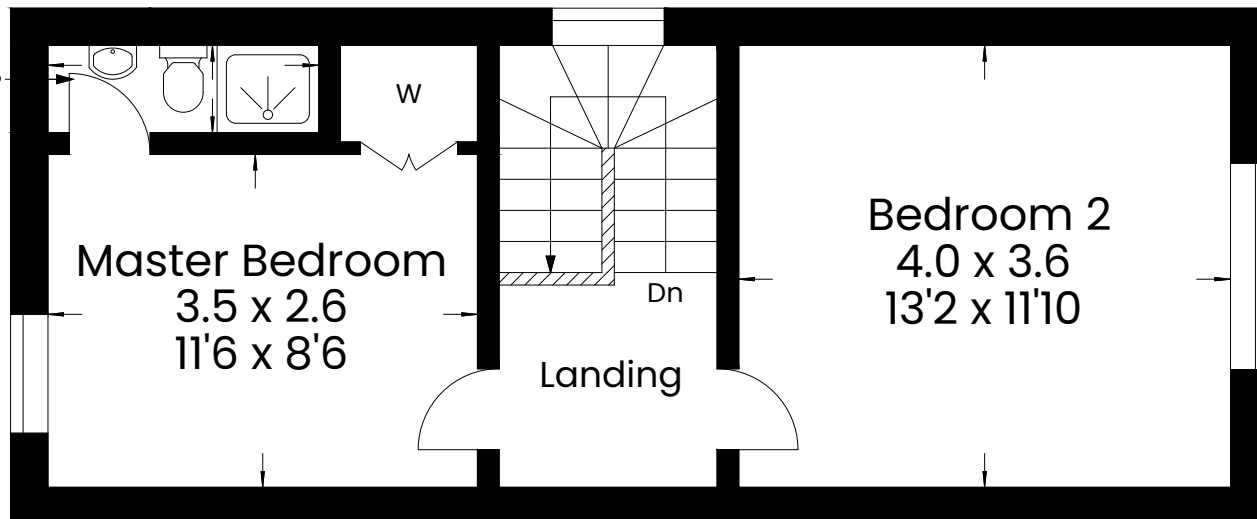 W
Master Bedroom
3.5 x 2.6
11'6 x 8'6
Dn
Landing
Bedroom 2
4.0 x 3.6
13'2 x 11'10